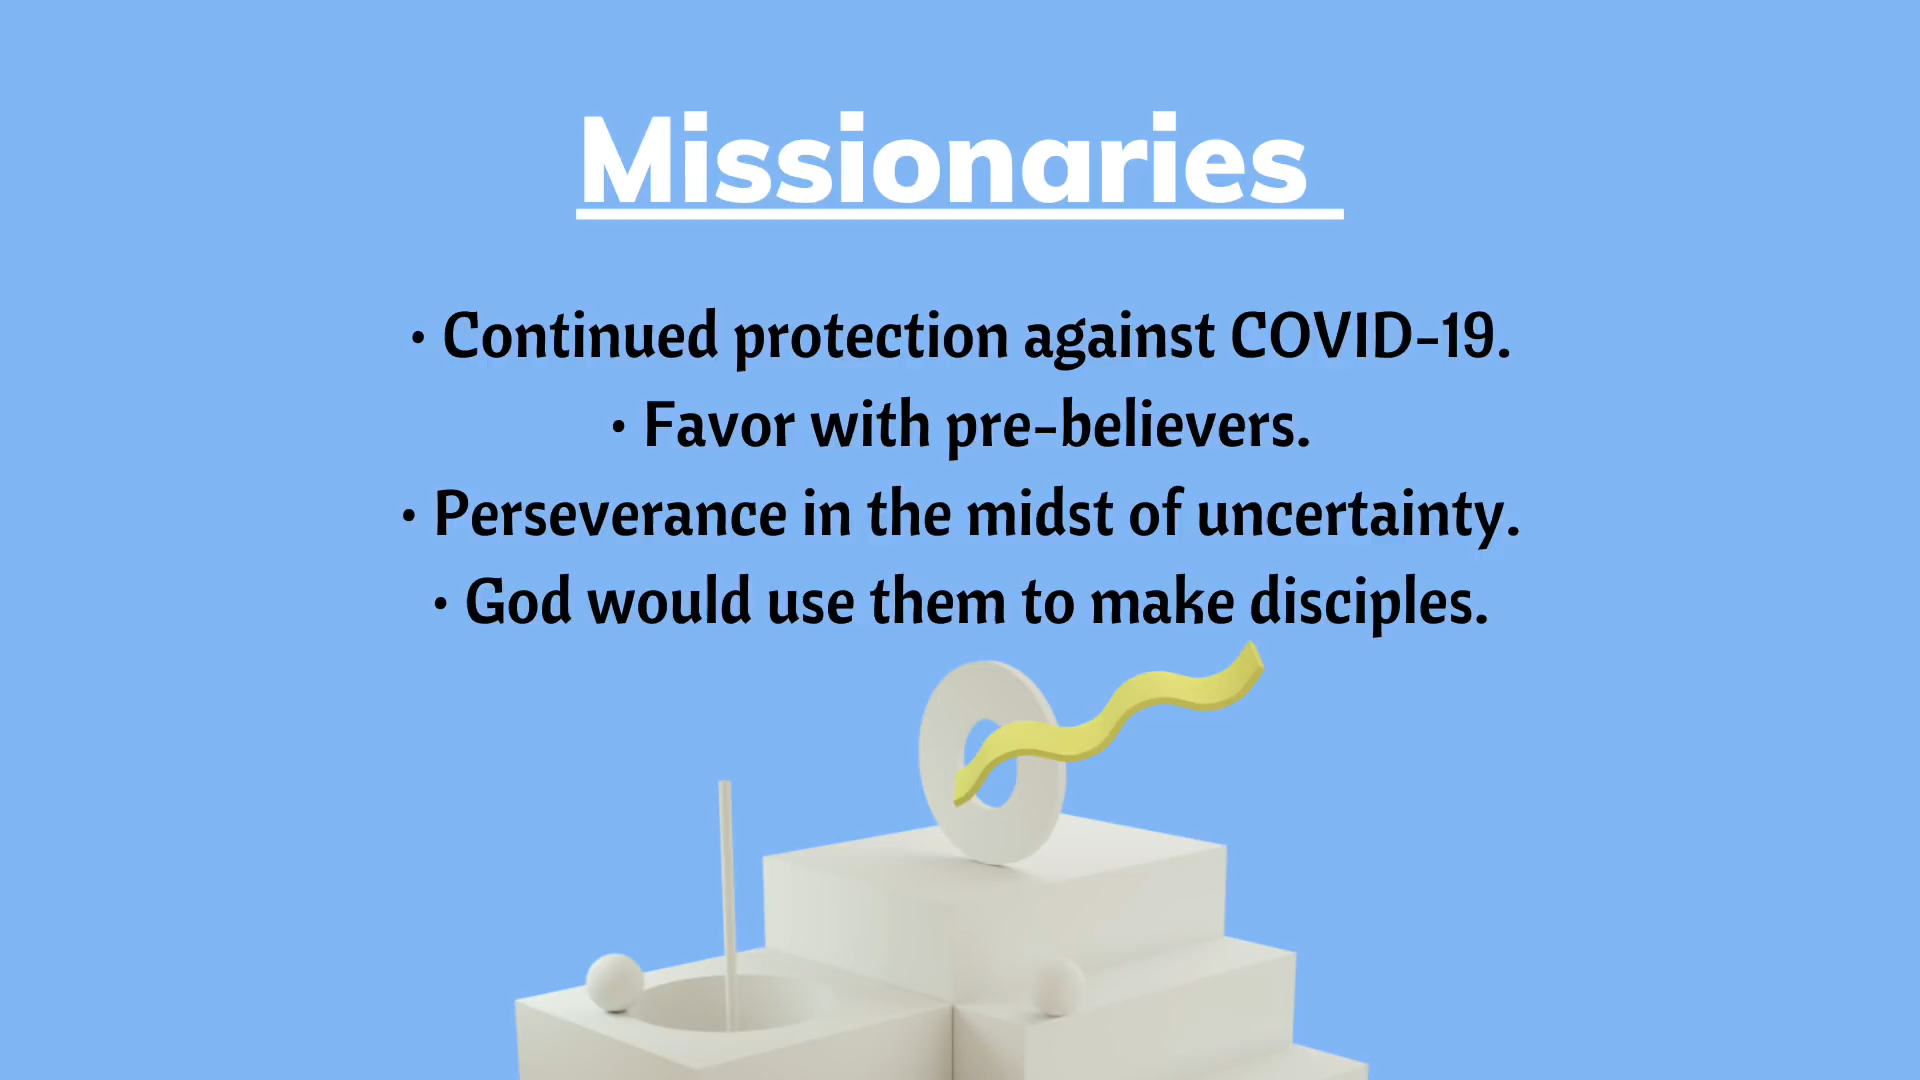 Missionaries
• Continued protection against COVID-19.
• Favor with pre-believers.
• Perseverance in the midst of uncertainty.
• God would use them to make disciples.